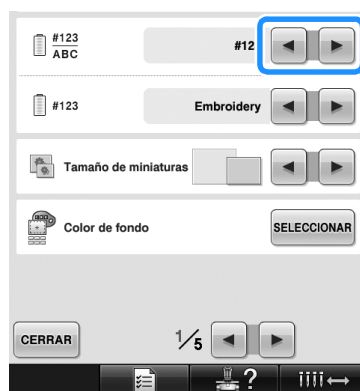 #123
ABC
#12
#123
Embroidery
Tamaño de miniaturas
Color de fondo
SELECCIONAR
CERRAR
1/5
?